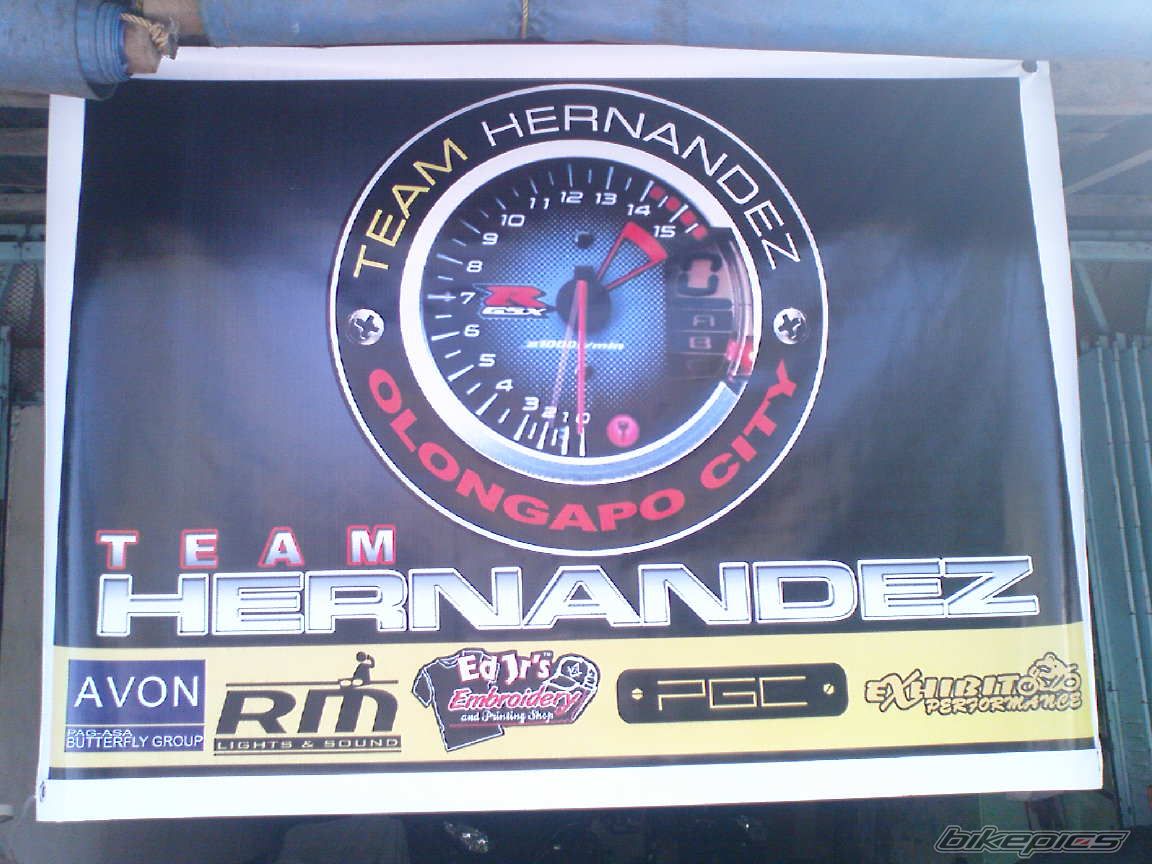 TEAM HERNANDEZ
15
14
13
12
11
10
9
8
7
6
5
4
3
2
1
0
R
GSX
x1000r/min
0
A
B
OLONGAPO CITY
TEAM
HERNANDEZ
AVON
PAG-ASA
BUTTERFLY GROUP
RM
LIGHTS & SOUND
Ed Jr's
Embroidery
and Printing Shop
PGC
EXHIBIT
PERFORMANCE
bikepics